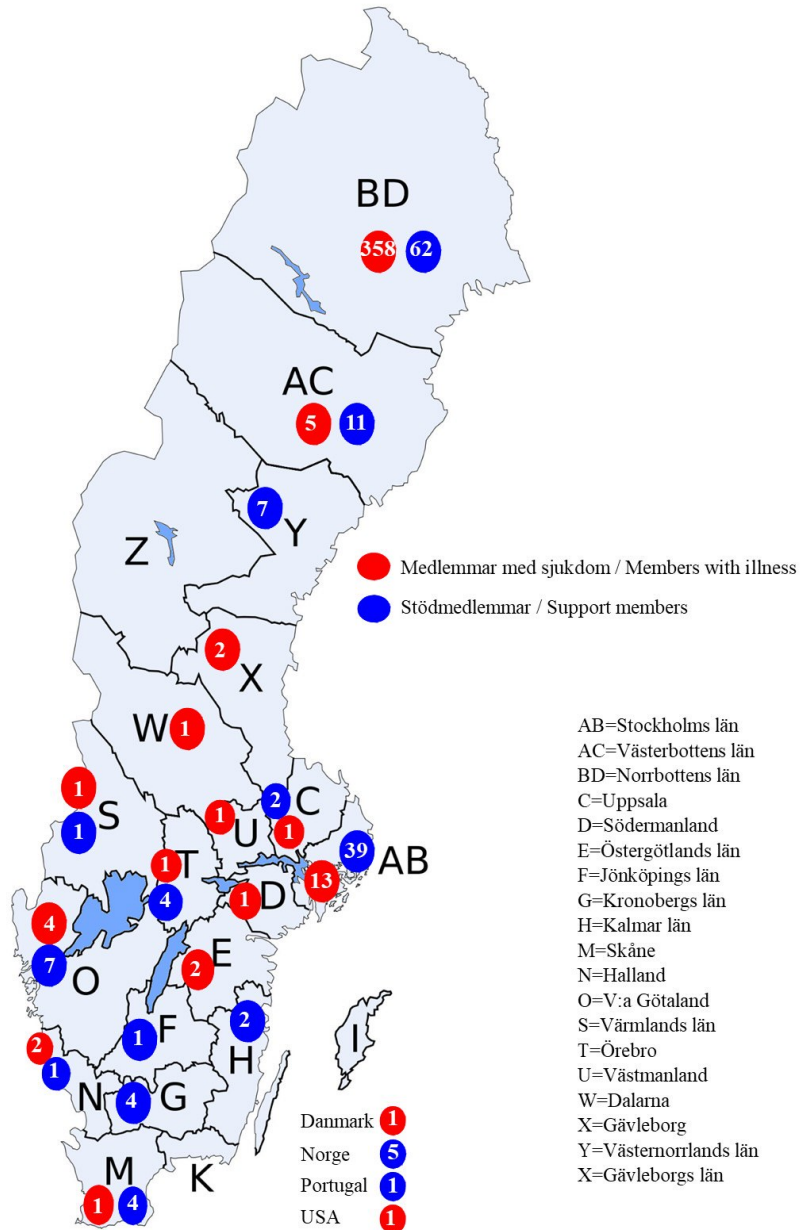 BD
358 62
AC
5 11
7
Z Y
Medlemmar med sjukdom / Members with illness
Stödmedlemmar / Support members
2
X
W 1
1
S
1
2
C
1
U
1
39
AB
13
1
T
4
1
D
4
7
O
2
E
2
H
1
F
I
2
1
N
4
G
M
1 4
K
Danmark 1
Norge 5
Portugal 1
USA 1
AB=Stockholms län
AC=Västerbottens län
BD=Norrbottens län
C=Uppsala
D=Södermanland
E=Östergötlands län
F=Jönköpings län
G=Kronobergs län
H=Kalmar län
M=Skåne
N=Halland
O=V:a Götaland
S=Värmlands län
T=Örebro
U=Västmanland
W=Dalarna
X=Gävleborg
Y=Västernorrlands län
X=Gävleborgs län